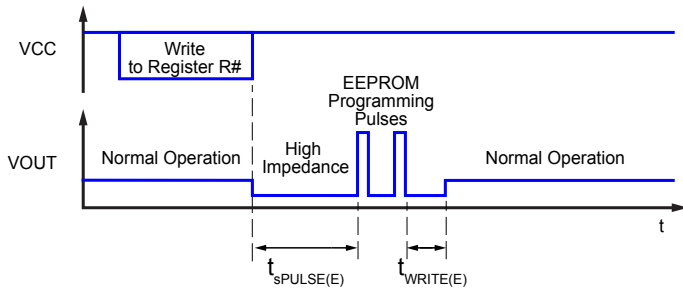 VCC
Write
to Register R#
EEPROM
Programming
Pulses
VOUT
Normal Operation
High
Impedance
Normal Operation
t
tsPULSE(E)
tWRITE(E)